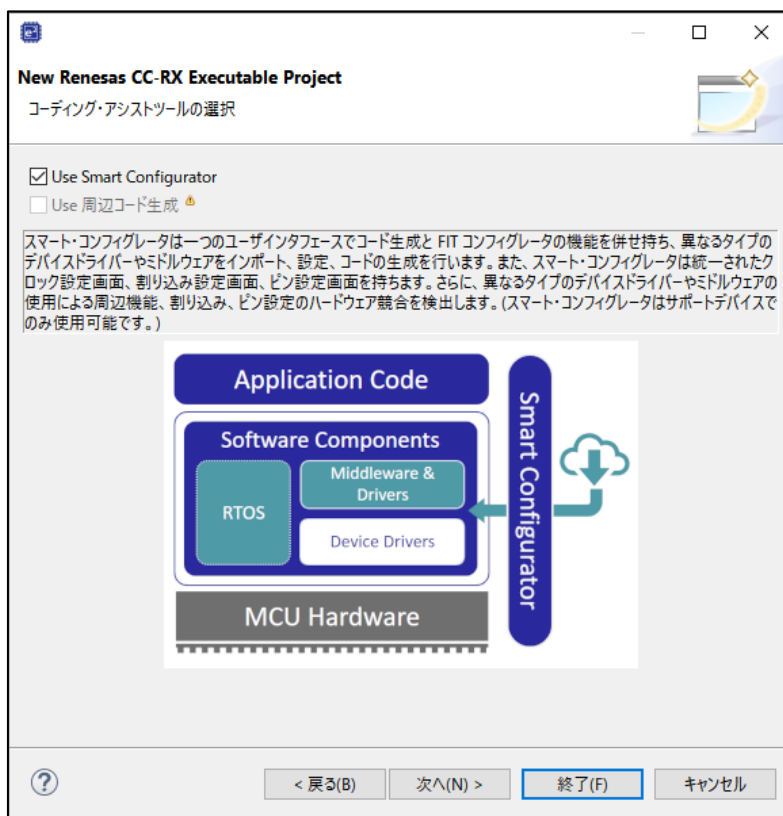 e²
New Renesas CC-RX Executable Project
コーディング・アシストツールの選択
Use Smart Configurator
Use 周辺コード生成
スマート・コンフィグレータは一つのユーザインタフェースでコード生成と FIT コンフィグレータの機能を併せ持ち、異なるタイプの
デバイスドライバーやミドルウェアをインポート、設定、コードの生成を行います。また、スマート・コンフィグレータは統一されたク
ロック設定画面、割り込み設定画面、ピン設定画面を持ちます。さらに、異なるタイプのデバイスドライバーやミドルウェアの
使用による周辺機能、割り込み、ピン設定のハードウェア競合を検出します。(スマート・コンフィグレータはサポートデバイスで
のみ使用可能です。)
Application Code
Software Components
RTOS
Middleware &
Drivers
Device Drivers
MCU Hardware
Smart Configurator
?
< 戻る(B)
次へ(N) >
終了(F)
キャンセル